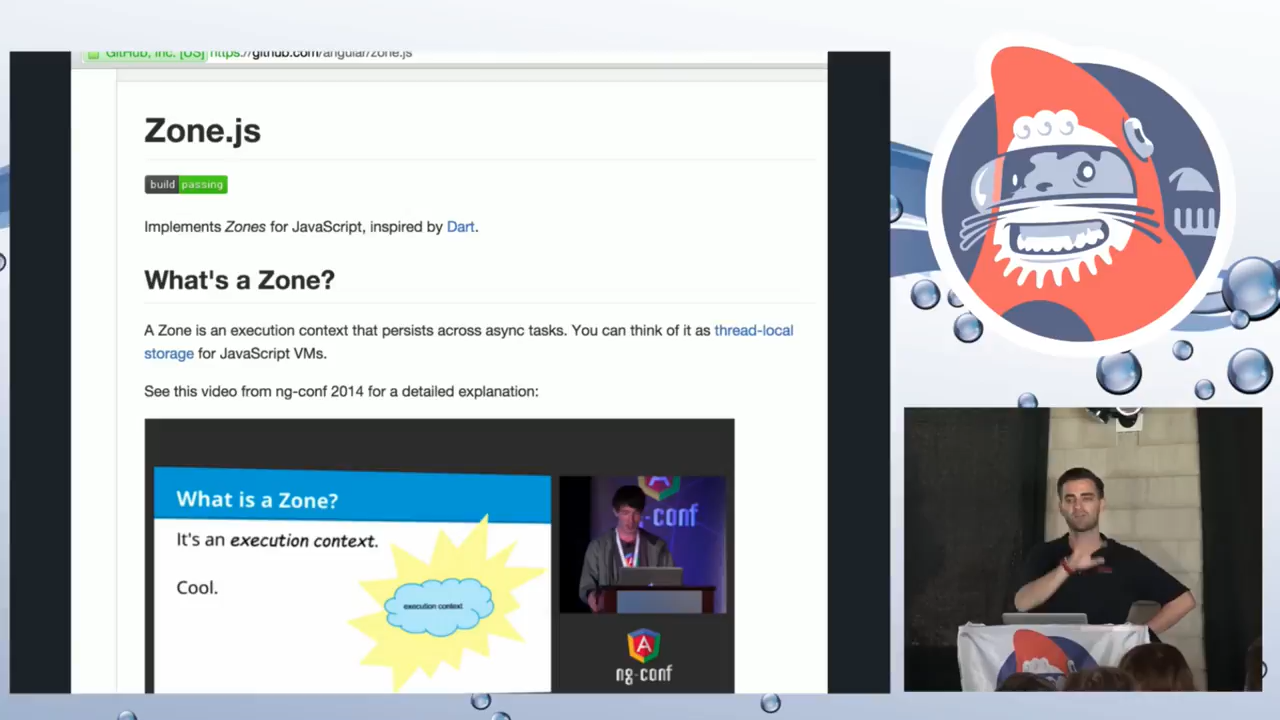 GitHub, Inc. [US] https://github.com/angular/zone.js
Zone.js
build passing
Implements Zones for JavaScript, inspired by Dart.
What's a Zone?
A Zone is an execution context that persists across async tasks. You can think of it as thread-local
storage for JavaScript VMs.
See this video from ng-conf 2014 for a detailed explanation:
What is a Zone?
It's an execution context.
Cool.
execution context
A
-conf
A
ng-conf